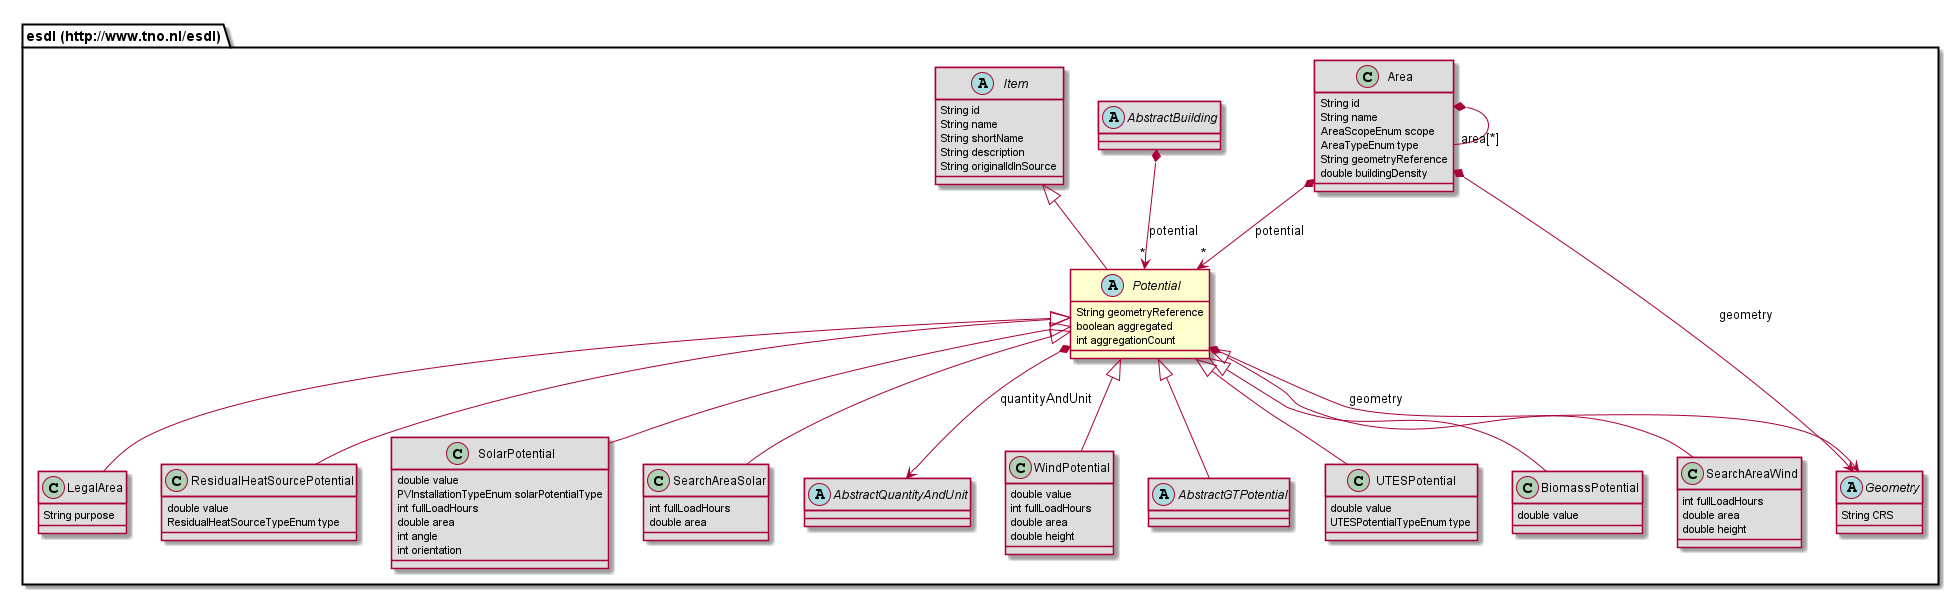 esdl (http://www.tno.nl/esdl)
A Item
String id
String name
String shortName
String description
String originalIdInSource
A AbstractBuilding
C Area
String id
String name
AreaScopeEnum scope
AreaTypeEnum type
String geometryReference
double buildingDensity
area[*]
potential
*
potential
*
geometry
A Potential
String geometryReference
boolean aggregated
int aggregationCount
quantityAndUnit
geometry
C LegalArea
String purpose
C ResidualHeatSourcePotential
double value
ResidualHeatSourceTypeEnum type
C SolarPotential
double value
PVInstallationTypeEnum solarPotentialType
int fullLoadHours
double area
int angle
int orientation
C SearchAreaSolar
int fullLoadHours
double area
A AbstractQuantityAndUnit
C WindPotential
double value
int fullLoadHours
double area
double height
A AbstractGTPotential
C UTESPotential
double value
UTESPotentialTypeEnum type
C BiomassPotential
double value
C SearchAreaWind
int fullLoadHours
double area
double height
A Geometry
String CRS